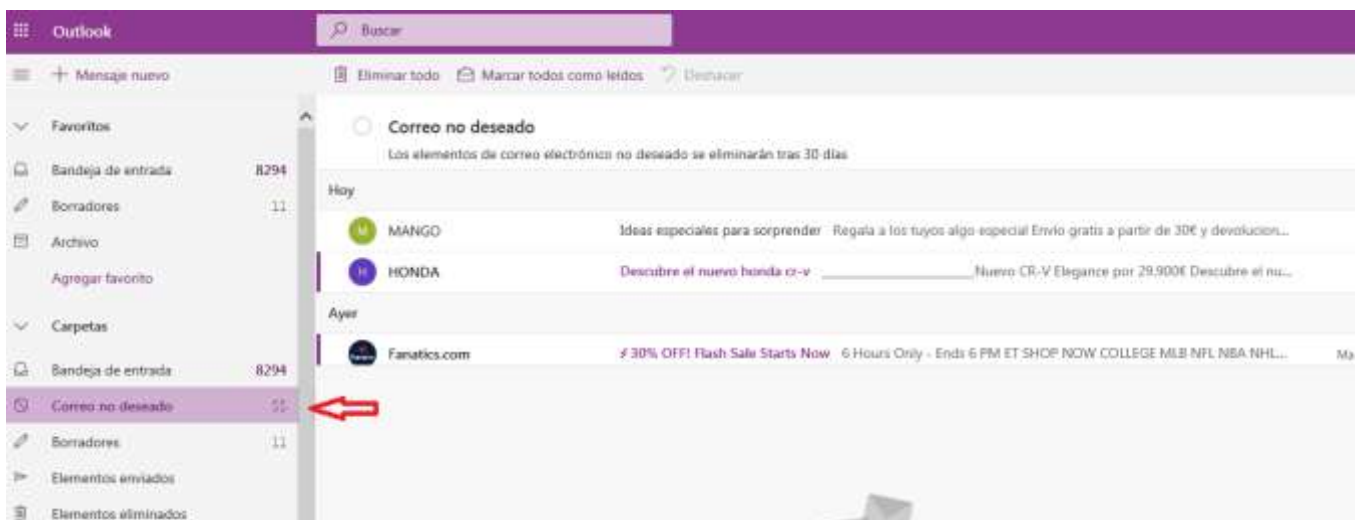 Outlook
Buscar
Mensaje nuevo
Eliminar todo Marcar todos como leídos Deshacer
Favoritos
Bandeja de entrada 8294
Borradores 11
Archivo
Agregar favorito
Carpetas
Bandeja de entrada 8294
Correo no deseado
Borradores 11
Elementos enviados
Elementos eliminados
Correo no deseado
Los elementos de correo electrónico no deseado se eliminarán tras 30 días
Hoy
M MANGO Ideas especiales para sorprender Regala a los tuyos algo especial Envío gratis a partir de 30€ y devolucion...
H HONDA Descubre el nuevo honda cr-v ____________________Nuevo CR-V Elegance por 29.900€ Descubre el nu...
Ayer
Fanatics.com ⚡30% OFF! Flash Sale Starts Now 6 Hours Only - Ends 6 PM ET SHOP NOW COLLEGE MLB NFL NBA NHL... Ma